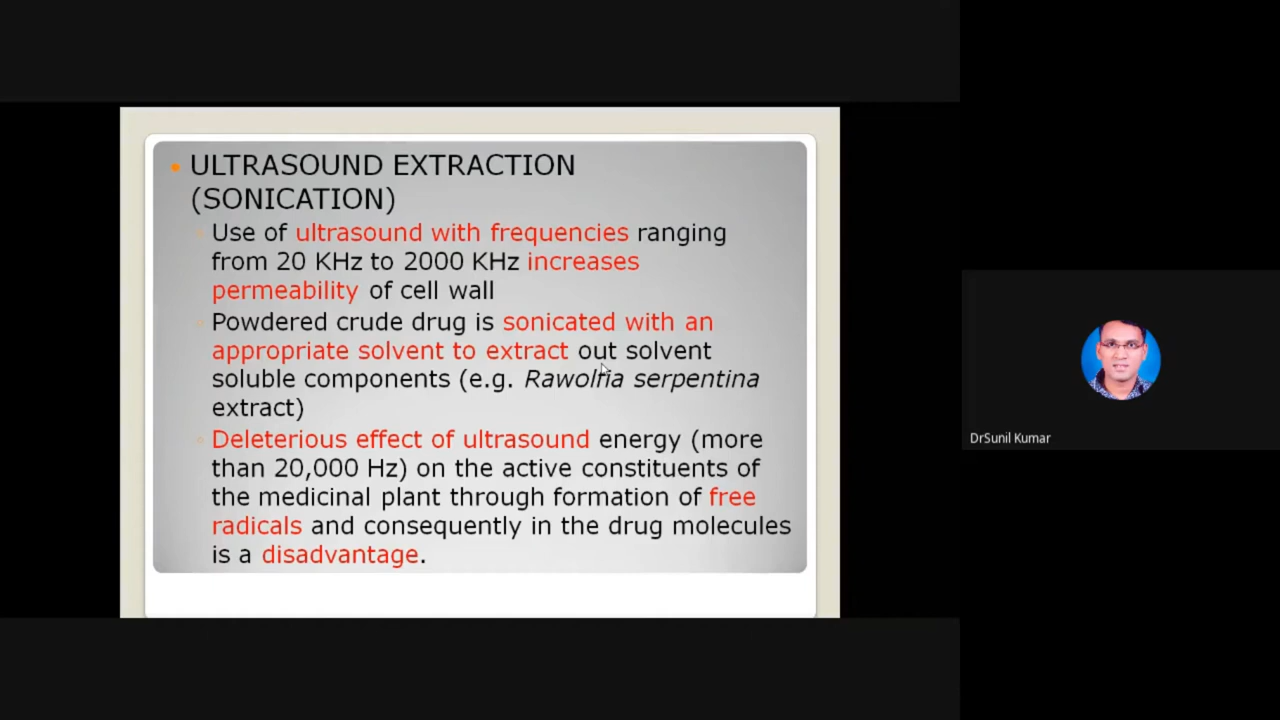 ULTRASOUND EXTRACTION
(SONICATION)
Use of ultrasound with frequencies ranging
from 20 KHz to 2000 KHz increases
permeability of cell wall
Powdered crude drug is sonicated with an
appropriate solvent to extract out solvent
soluble components (e.g. Rawolfia serpentina
extract)
Deleterious effect of ultrasound energy (more
than 20,000 Hz) on the active constituents of
the medicinal plant through formation of free
radicals and consequently in the drug molecules
is a disadvantage.
DrSunil Kumar